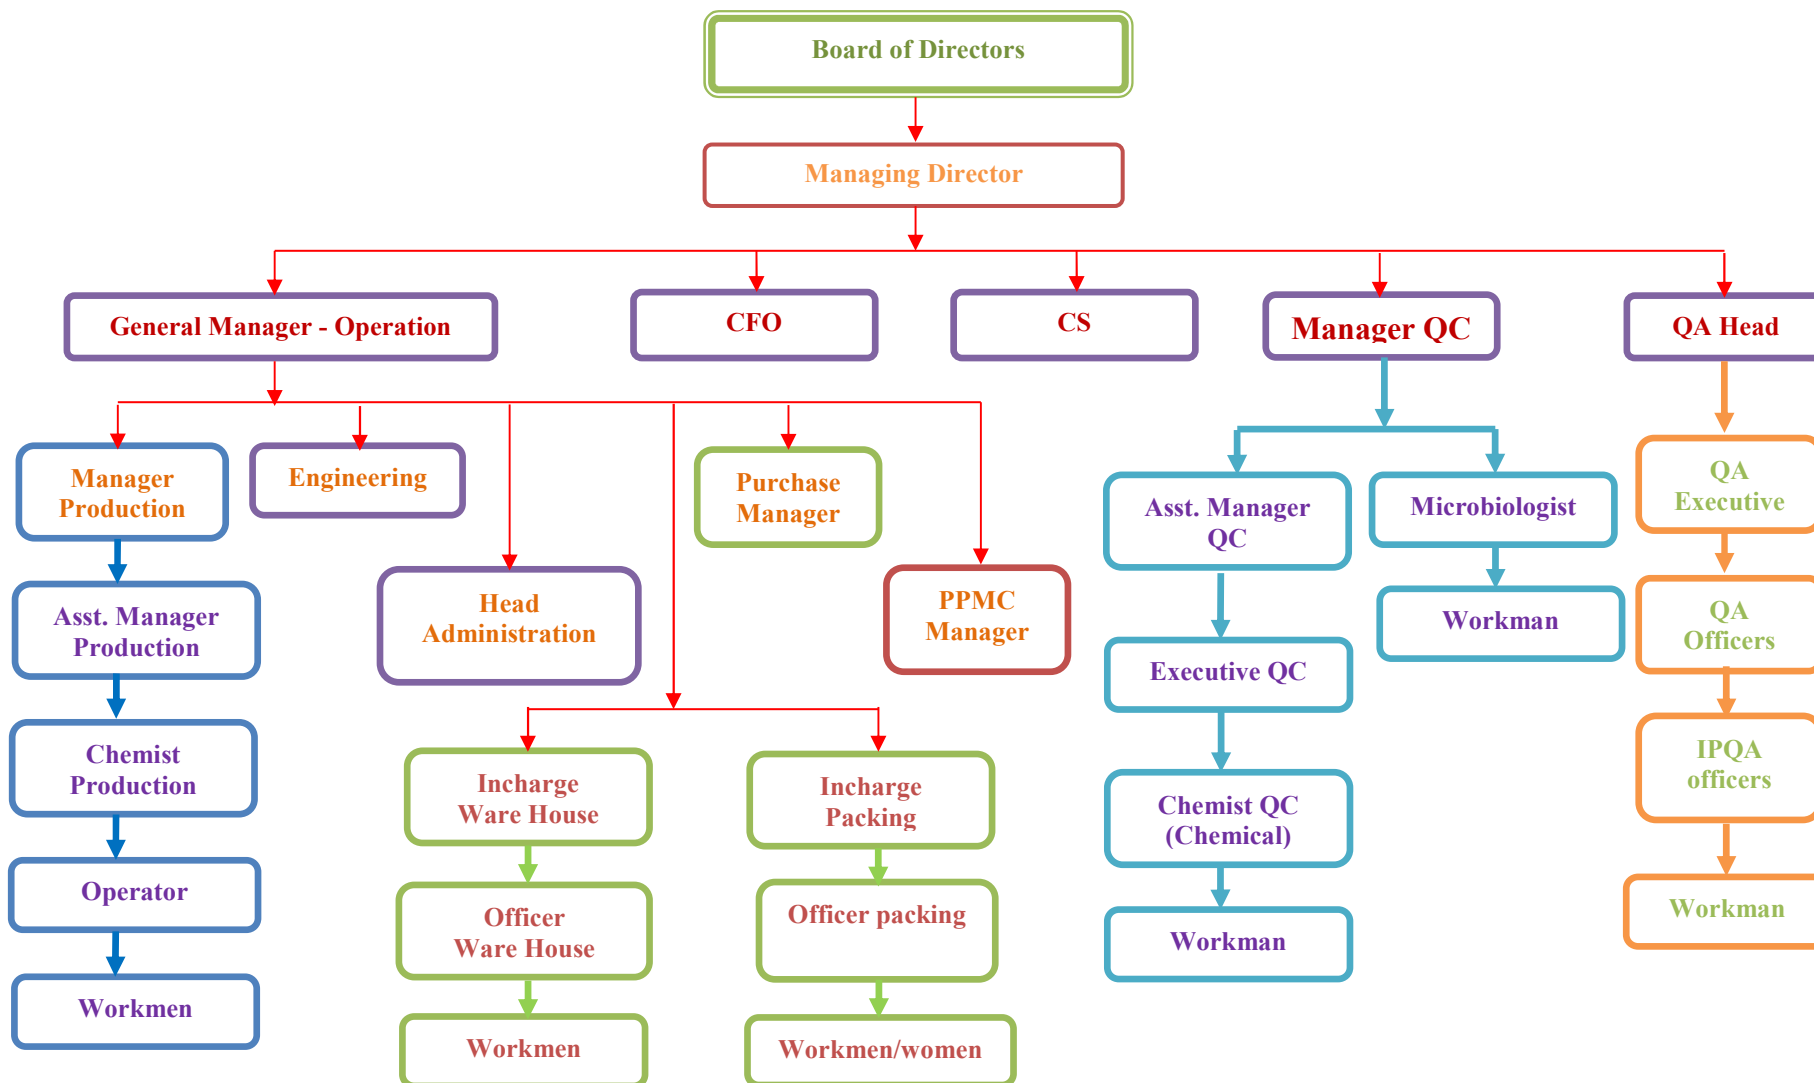 Board of Directors
Managing Director
General Manager - Operation
CFO
CS
Manager QC
QA Head
Manager
Production
Engineering
Purchase
Manager
Asst. Manager
QC
Microbiologist
QA
Executive
Asst. Manager
Production
Head
Administration
PPMC
Manager
Workman
QA
Officers
Executive QC
Chemist
Production
Incharge
Ware House
Incharge
Packing
Chemist QC
(Chemical)
IPQA
officers
Operator
Officer
Ware House
Officer packing
Workman
Workman
Workmen
Workmen
Workmen/women